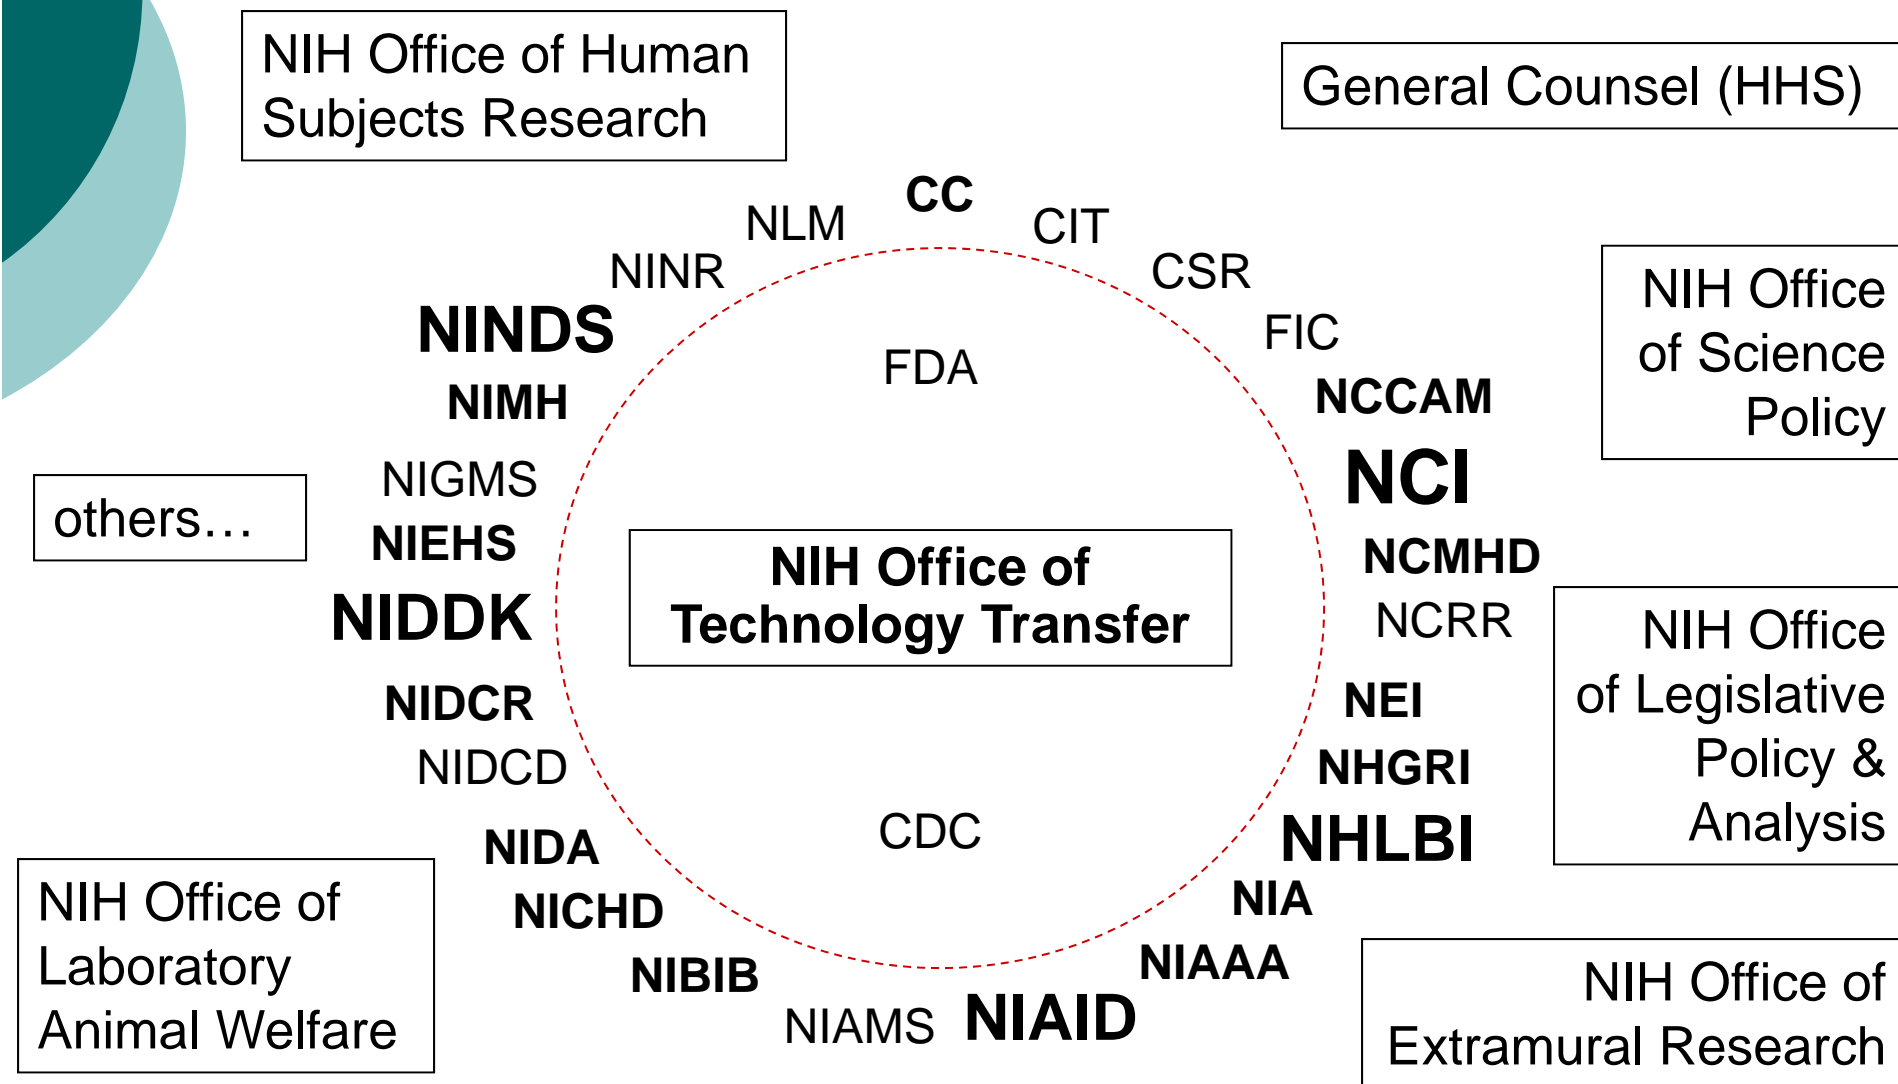 NIH Office of Human
Subjects Research
General Counsel (HHS)
CC
NLM
CIT
NINR
CSR
NINDS
FIC
FDA
NIMH
NCCAM
NIH Office
of Science
Policy
NIGMS
NCI
others…
NIEHS
NCMHD
NIH Office of
Technology Transfer
NIDDK
NCRR
NIH Office
of Legislative
Policy &
Analysis
NIDCR
NEI
NIDCD
NHGRI
CDC
NIDA
NHLBI
NICHD
NIA
NIH Office of
Laboratory
Animal Welfare
NIBIB
NIAAA
NIAMS
NIAID
NIH Office of
Extramural Research